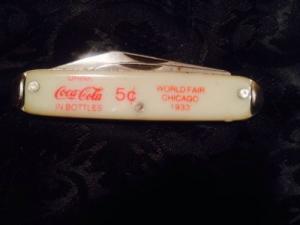 DRINK
Coca-Cola
IN BOTTLES
5¢
WORLD FAIR
CHICAGO
1933